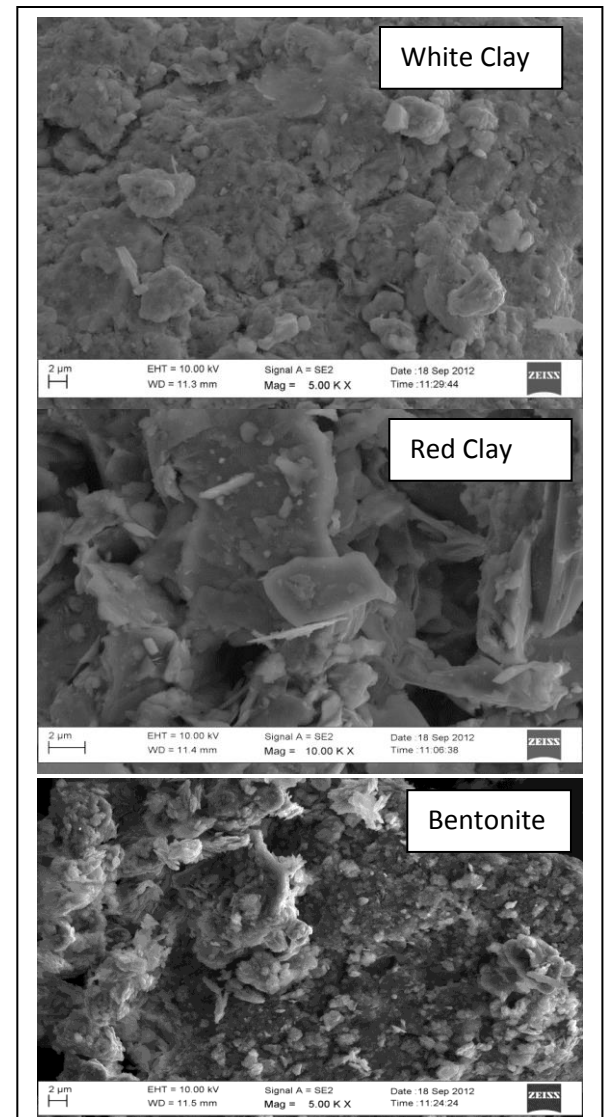 White Clay
2 µm EHT = 10.00 kV Signal A = SE2 Date :18 Sep 2012 ZEISS
WD = 11.3 mm Mag = 5.00 K X Time :11:29:44
Red Clay
2 µm EHT = 10.00 kV Signal A = SE2 Date :18 Sep 2012 ZEISS
WD = 11.4 mm Mag = 10.00 K X Time :11:06:38
Bentonite
2 µm EHT = 10.00 kV Signal A = SE2 Date :18 Sep 2012 ZEISS
WD = 11.5 mm Mag = 5.00 K X Time :11:24:24